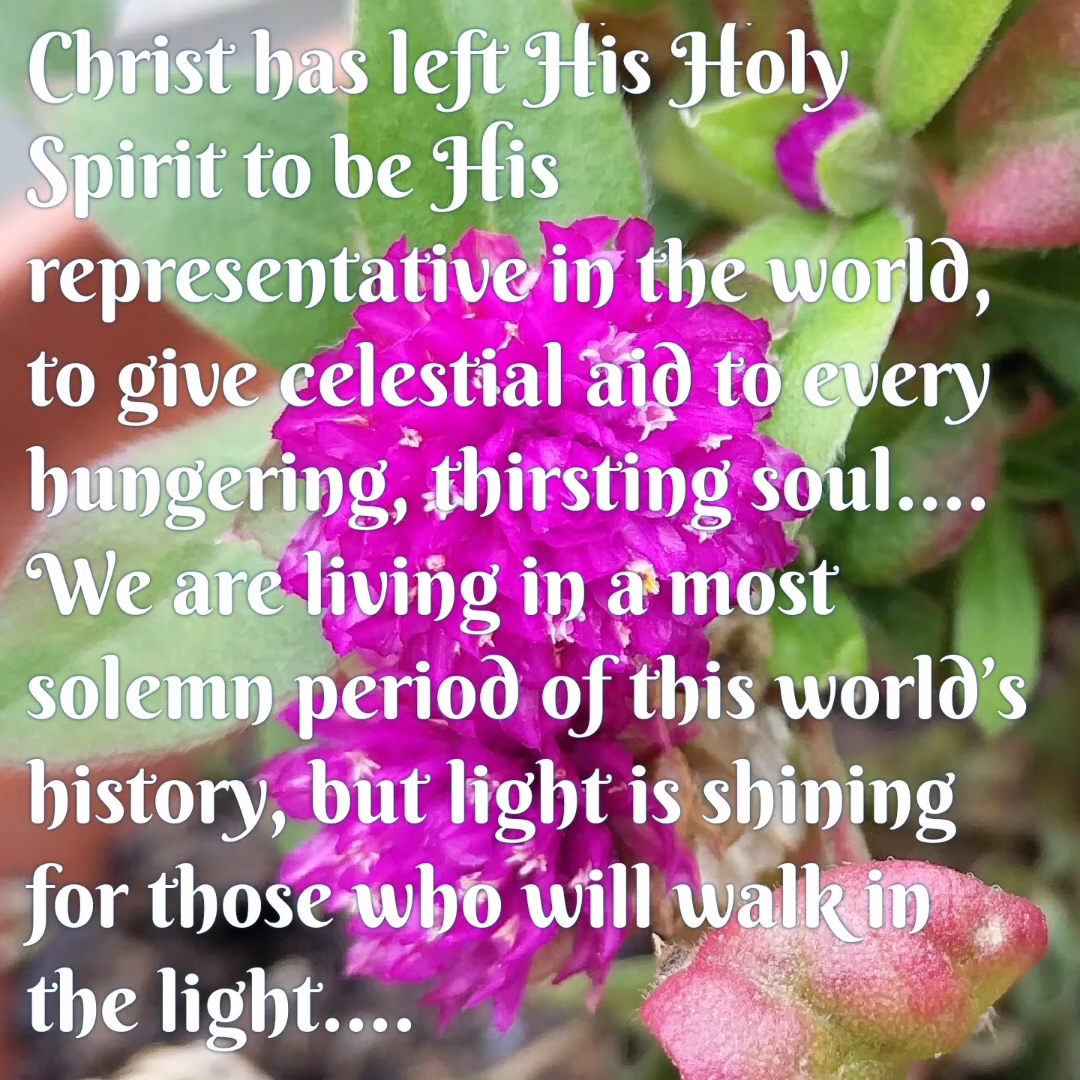 Christ has left His Holy
Spirit to be His
representative in the world,
to give celestial aid to every
hungering, thirsting soul....
We are living in a most
solemn period of this world's
history, but light is shining
for those who will walk in
the light....